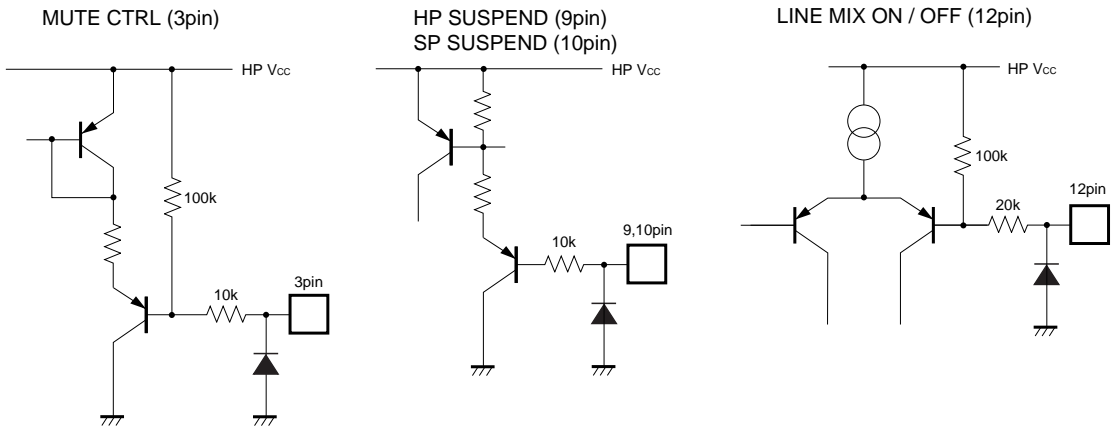 MUTE CTRL (3pin)
HP Vcc
100k
10k
3pin
HP SUSPEND (9pin)
SP SUSPEND (10pin)
HP Vcc
10k
9,10pin
LINE MIX ON / OFF (12pin)
HP Vcc
100k
20k
12pin